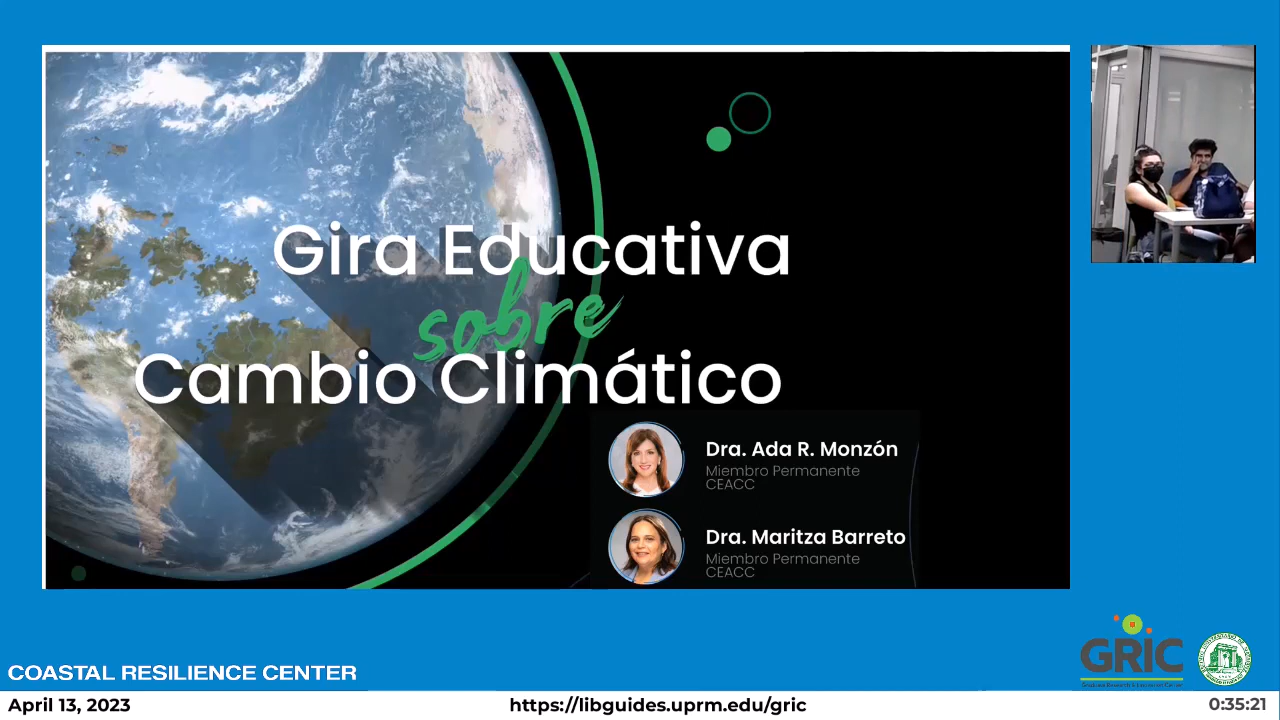 Gira Educativa
sobre
Cambio Climático
Dra. Ada R. Monzón
Miembro Permanente
CEACC
Dra. Maritza Barreto
Miembro Permanente
CEACC
GRIC
COASTAL RESILIENCE CENTER
April 13, 2023
https://libguides.uprm.edu/gric
0:35:21